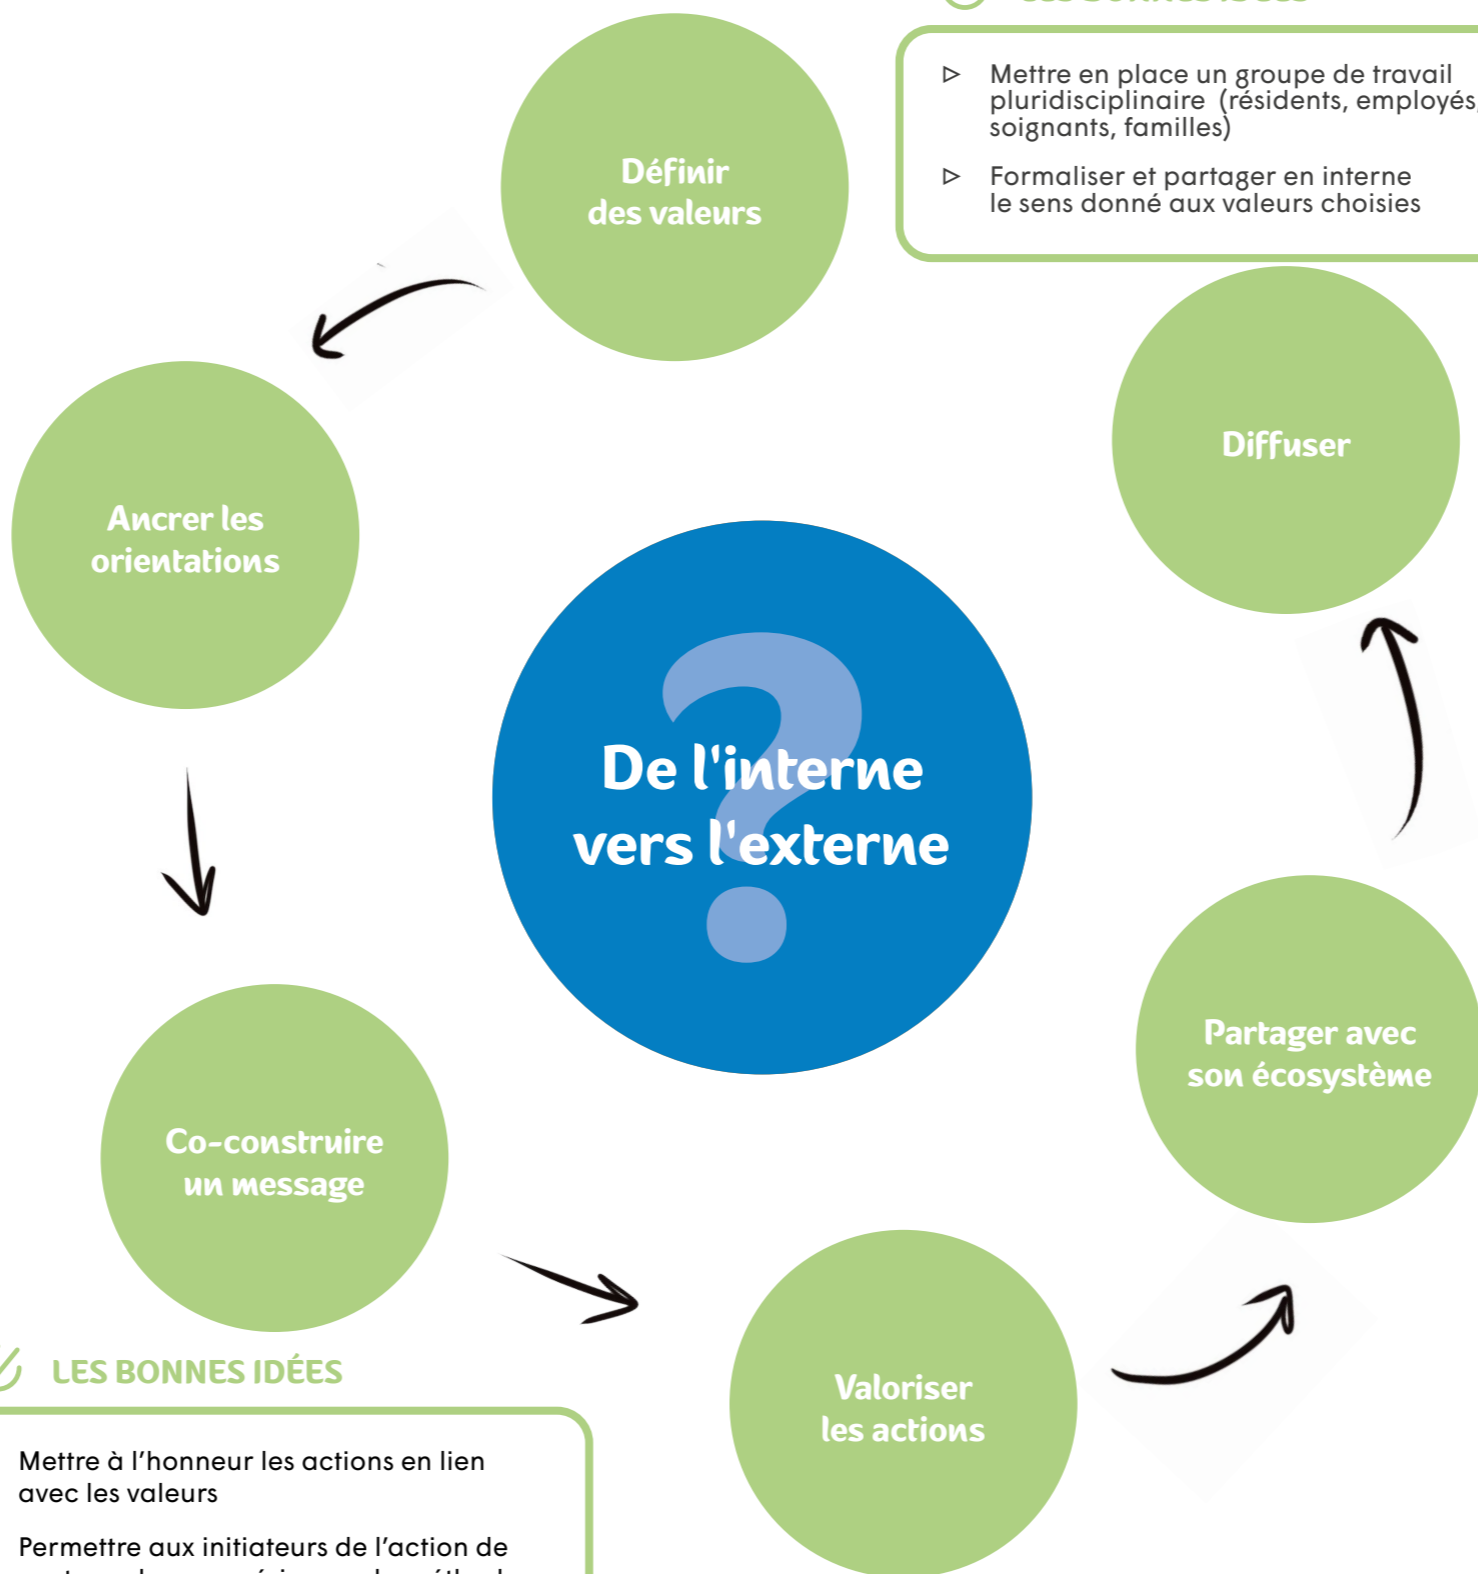 Mettre en place un groupe de travail
pluridisciplinaire (résidents, employés,
soignants, familles)
Formaliser et partager en interne
le sens donné aux valeurs choisies
Définir
des valeurs
Diffuser
Ancrer les
orientations
De l'interne
vers l'externe
?
Partager avec
son écosystème
Co-construire
un message
Valoriser
les actions
LES BONNES IDÉES
Mettre à l’honneur les actions en lien
avec les valeurs
Permettre aux initiateurs de l’action de